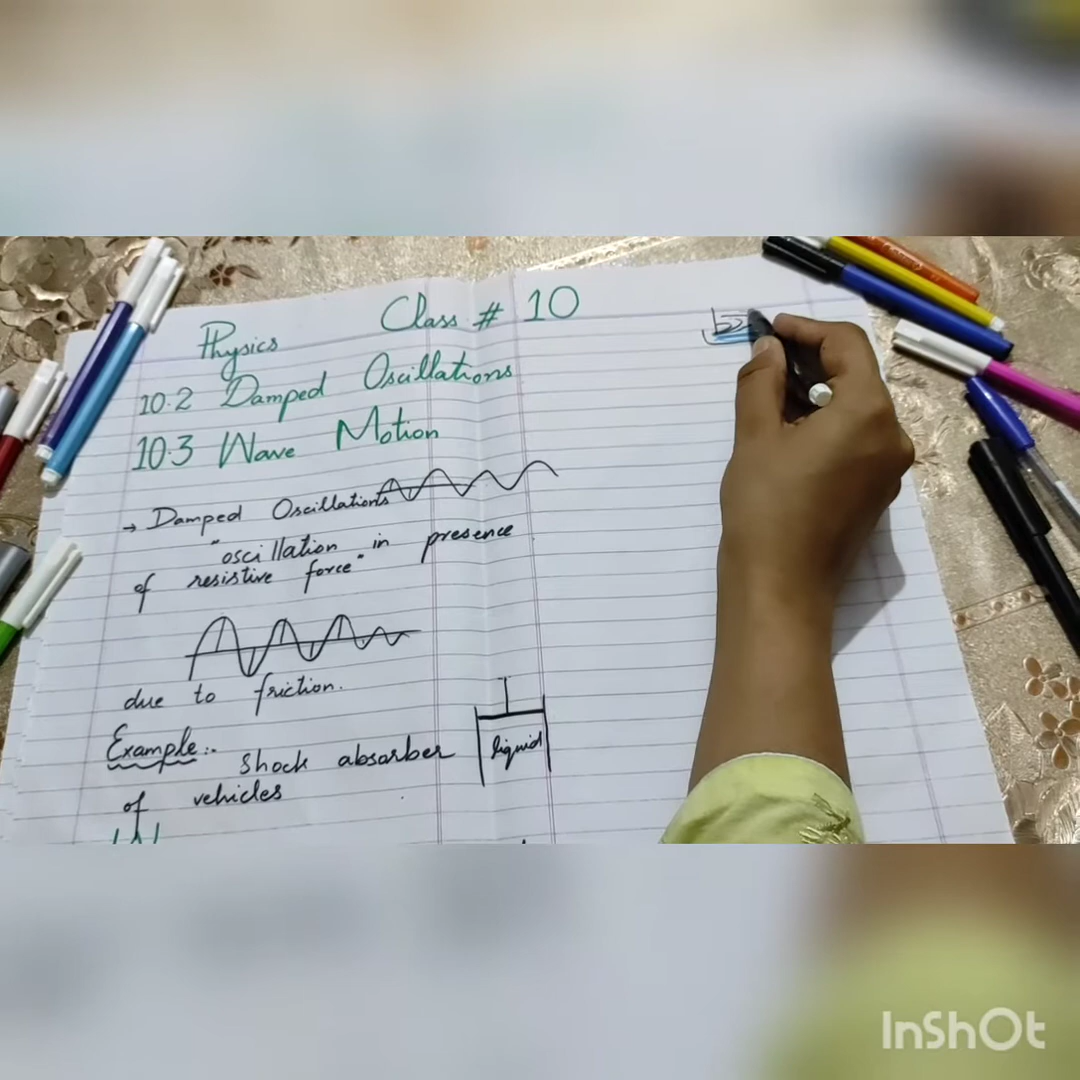 Physics
Class # 10
10.2 Damped Oscillations
10.3 Wave Motion
→ Damped Oscillations
"oscillation in presence
of resistive force"
due to friction.
Example:-
shock absorber
of vehicles
liquid
InShOt